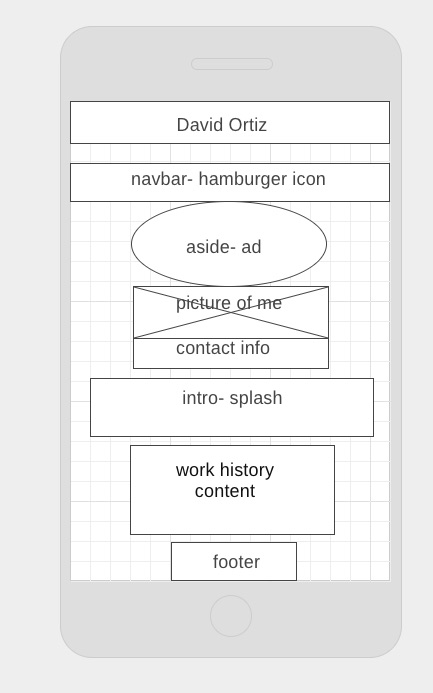 David Ortiz
navbar- hamburger icon
aside- ad
picture of me
contact info
intro- splash
work history
content
footer